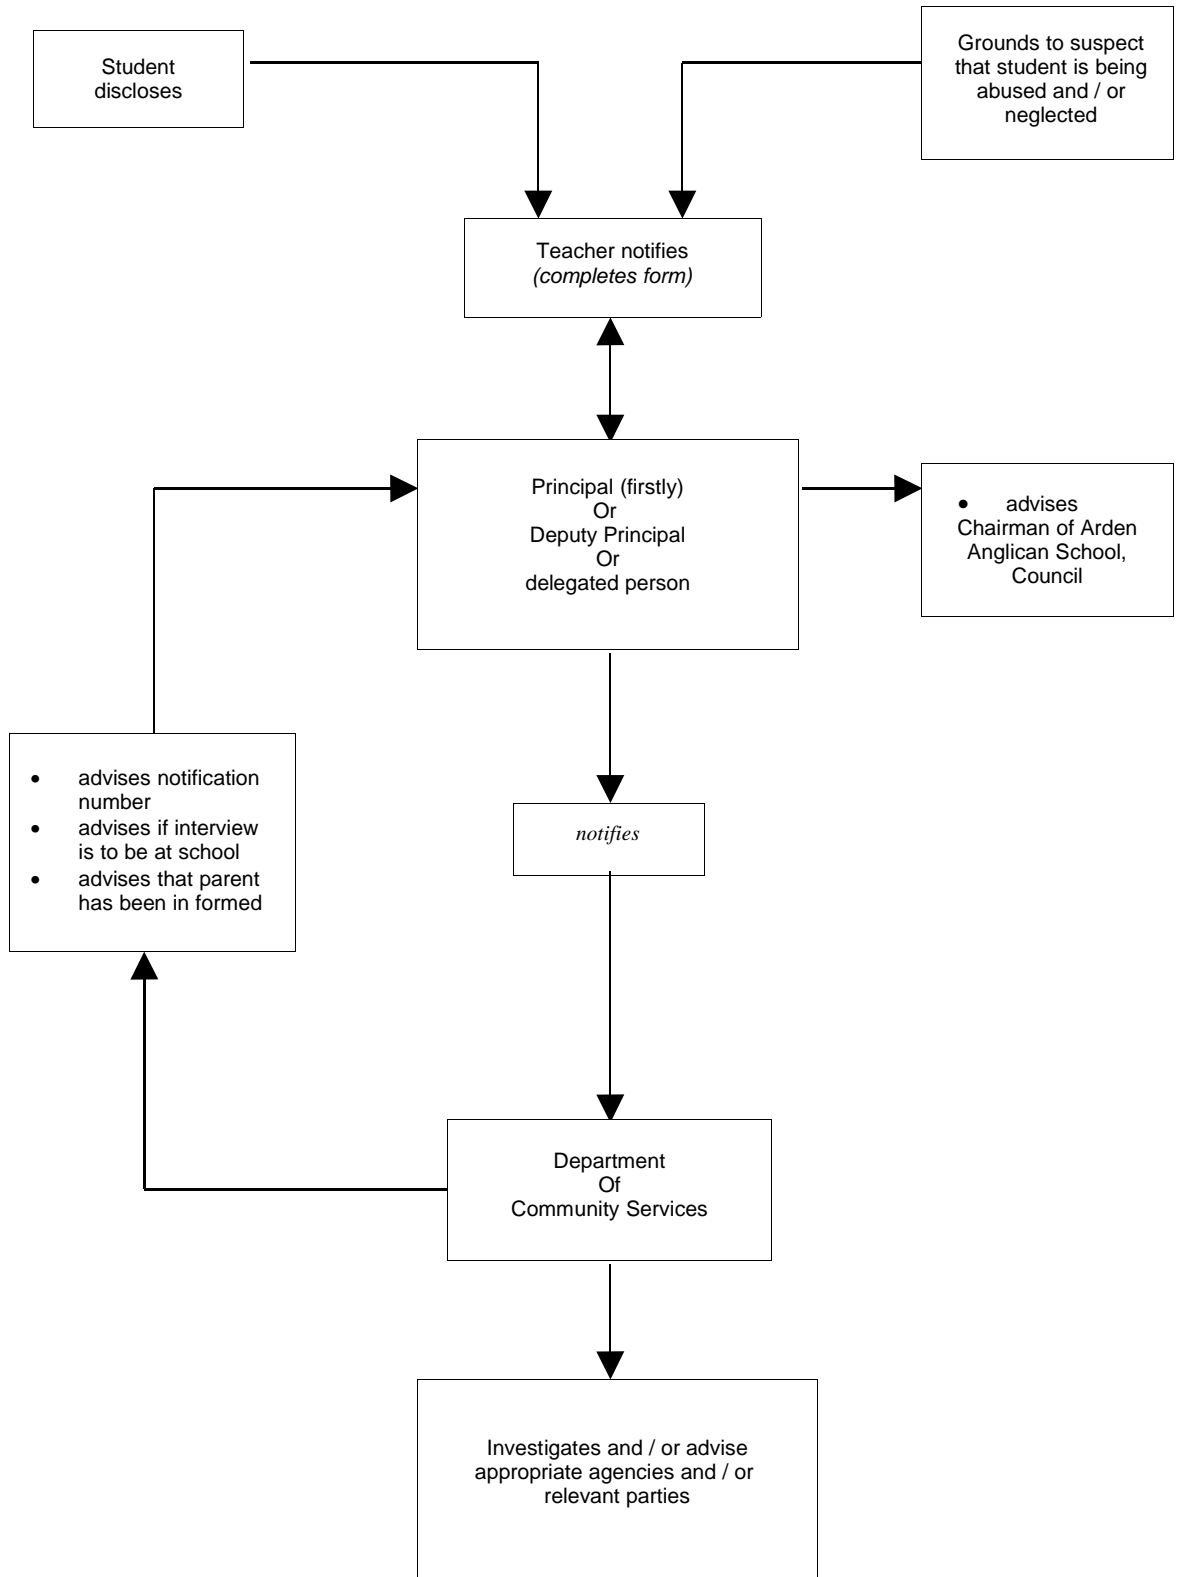 Student
discloses
Grounds to suspect
that student is being
abused and / or
neglected
Teacher notifies
(completes form)
Principal (firstly)
Or
Deputy Principal
Or
delegated person
• advises
Chairman of Arden
Anglican School,
Council
• advises notification
number
• advises if interview
is to be at school
• advises that parent
has been in formed
notifies
Department
Of
Community Services
Investigates and / or advise
appropriate agencies and / or
relevant parties